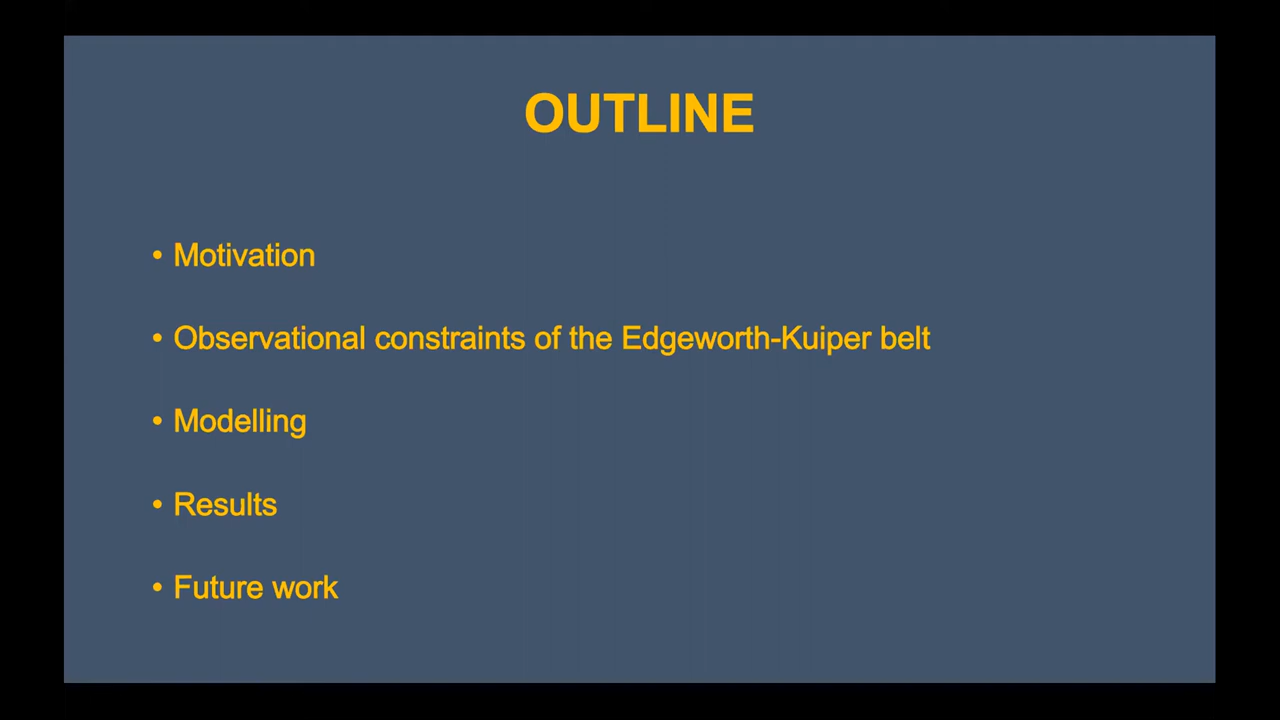 OUTLINE
• Motivation
• Observational constraints of the Edgeworth-Kuiper belt
• Modelling
• Results
• Future work